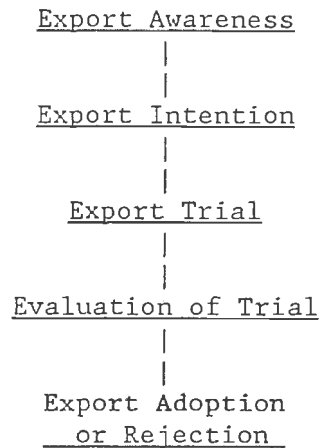 Export Awareness
Export Intention
Export Trial
Evaluation of Trial
Export Adoption
or Rejection